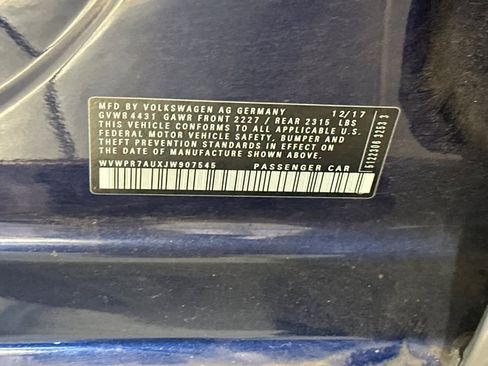 MFD BY VOLKSWAGEN AG GERMANY 12/17
GVWR 4431 GAWR FRONT 2227 / REAR 2315 LBS
THIS VEHICLE CONFORMS TO ALL APPLICABLE U.S.
FEDERAL MOTOR VEHICLE SAFETY, BUMPER AND
THEFT PREVENTION STANDARDS IN EFFECT ON
THE DATE OF MANUFACTURE SHOWN ABOVE.
WVWPR7AUXJW907545 PASSENGER CAR